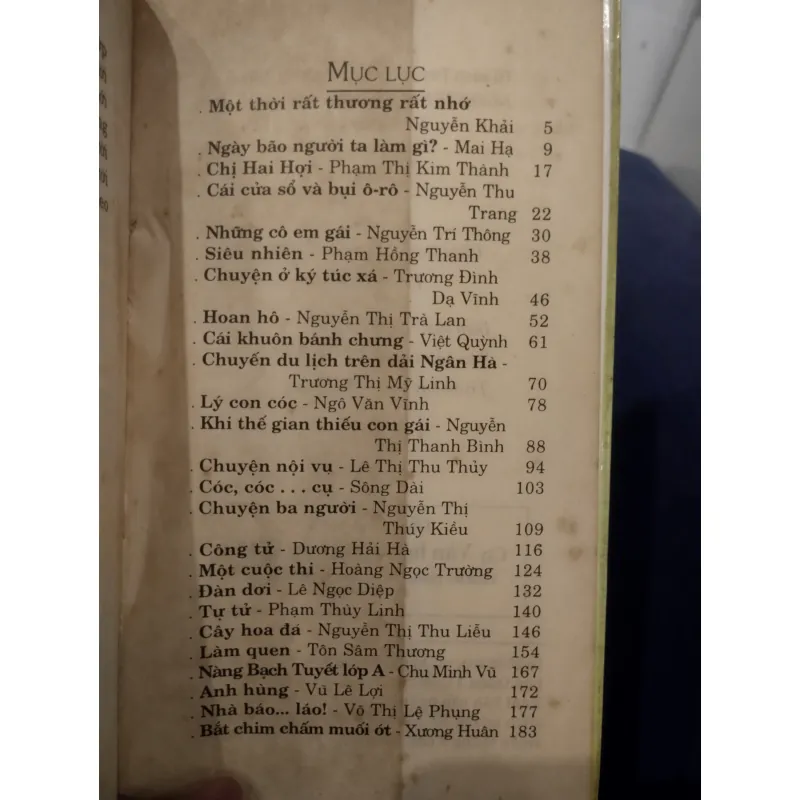 MỤC LỤC
. Một thời rất thương rất nhớ
Nguyễn Khải 5
. Ngày bão người ta làm gì? - Mai Hạ 9
. Chị Hai Hợi - Phạm Thị Kim Thành 17
. Cái cửa sổ và bụi ô-rô - Nguyễn Thu
Trang 22
. Những cô em gái - Nguyễn Trí Thông 30
. Siêu nhiên - Phạm Hồng Thanh 38
. Chuyện ở ký túc xá - Trương Đình
Dạ Vĩnh 46
. Hoan hô - Nguyễn Thị Trà Lan 52
. Cái khuôn bánh chưng - Việt Quỳnh 61
. Chuyến du lịch trên dải Ngân Hà -
Trương Thị Mỹ Linh 70
. Lý con cóc - Ngô Văn Vĩnh 78
. Khi thế gian thiếu con gái - Nguyễn
Thị Thanh Bình 88
. Chuyện nội vụ - Lê Thị Thu Thủy 94
. Cóc, cóc . . . cụ - Sông Dài 103
. Chuyện ba người - Nguyễn Thị
Thúy Kiều 109
. Công tử - Dương Hải Hà 116
. Một cuộc thi - Hoàng Ngọc Trường 124
. Đàn dơi - Lê Ngọc Diệp 132
. Tự tử - Phạm Thùy Linh 140
. Cây hoa đá - Nguyễn Thị Thu Liễu 146
. Làm quen - Tôn Sâm Thương 154
. Nàng Bạch Tuyết lớp A - Chu Minh Vũ 167
. Anh hùng - Vũ Lê Lợi 172
. Nhà báo... láo! - Võ Thị Lệ Phụng 177
. Bắt chim chấm muối ớt - Xương Huân 183